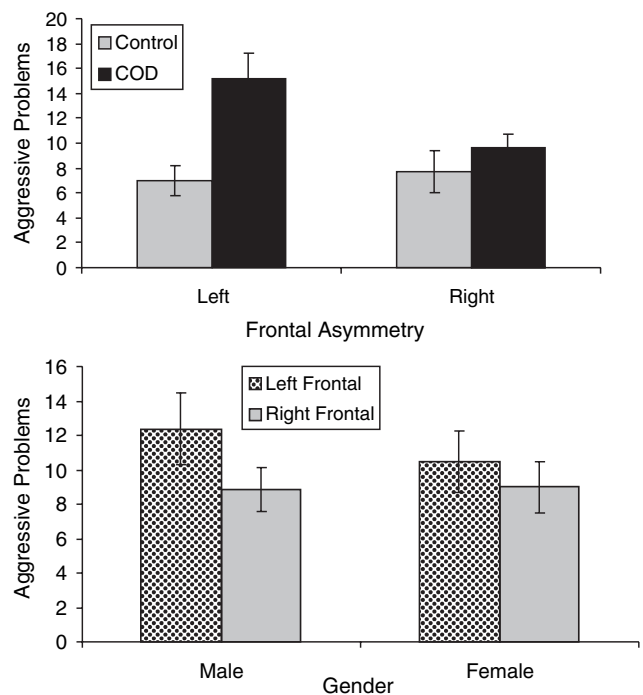 20
18
16
14
12
10
8
6
4
2
0
Aggressive Problems
Control
COD
Left
Right
Frontal Asymmetry
16
14
12
10
8
6
4
2
0
Aggressive Problems
Left Frontal
Right Frontal
Male
Female
Gender